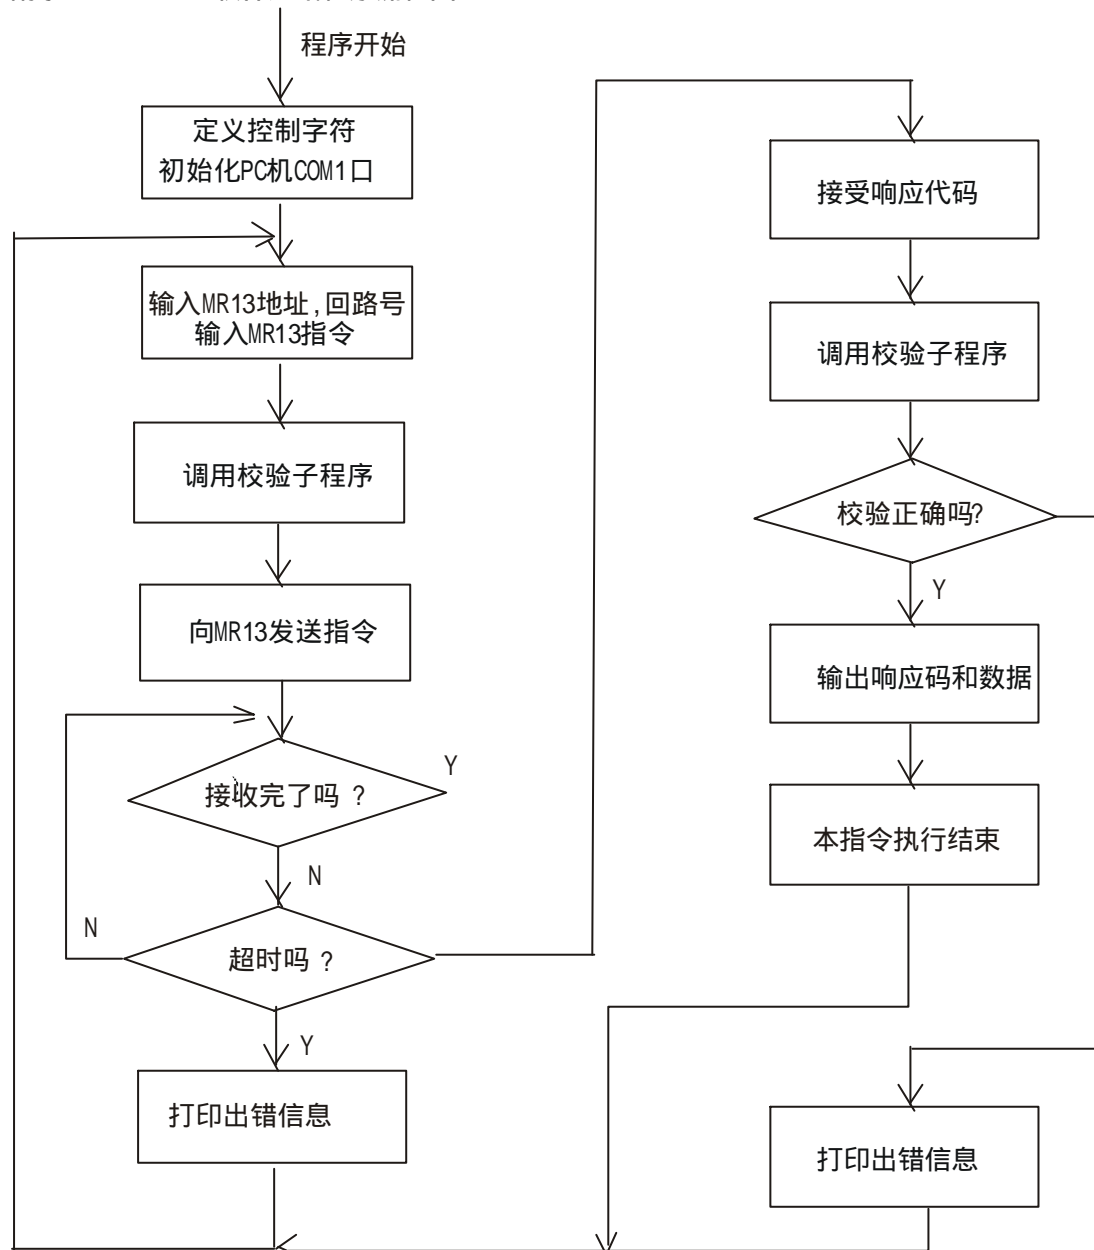 程序开始
定义控制字符
初始化PC机COM1口
输入MR13地址,回路号
输入MR13指令
调用校验子程序
向MR13发送指令
接收完了吗 ?
Y
N
超时吗 ?
N
Y
打印出错信息
接受响应代码
调用校验子程序
校验正确吗?
Y
输出响应码和数据
本指令执行结束
打印出错信息